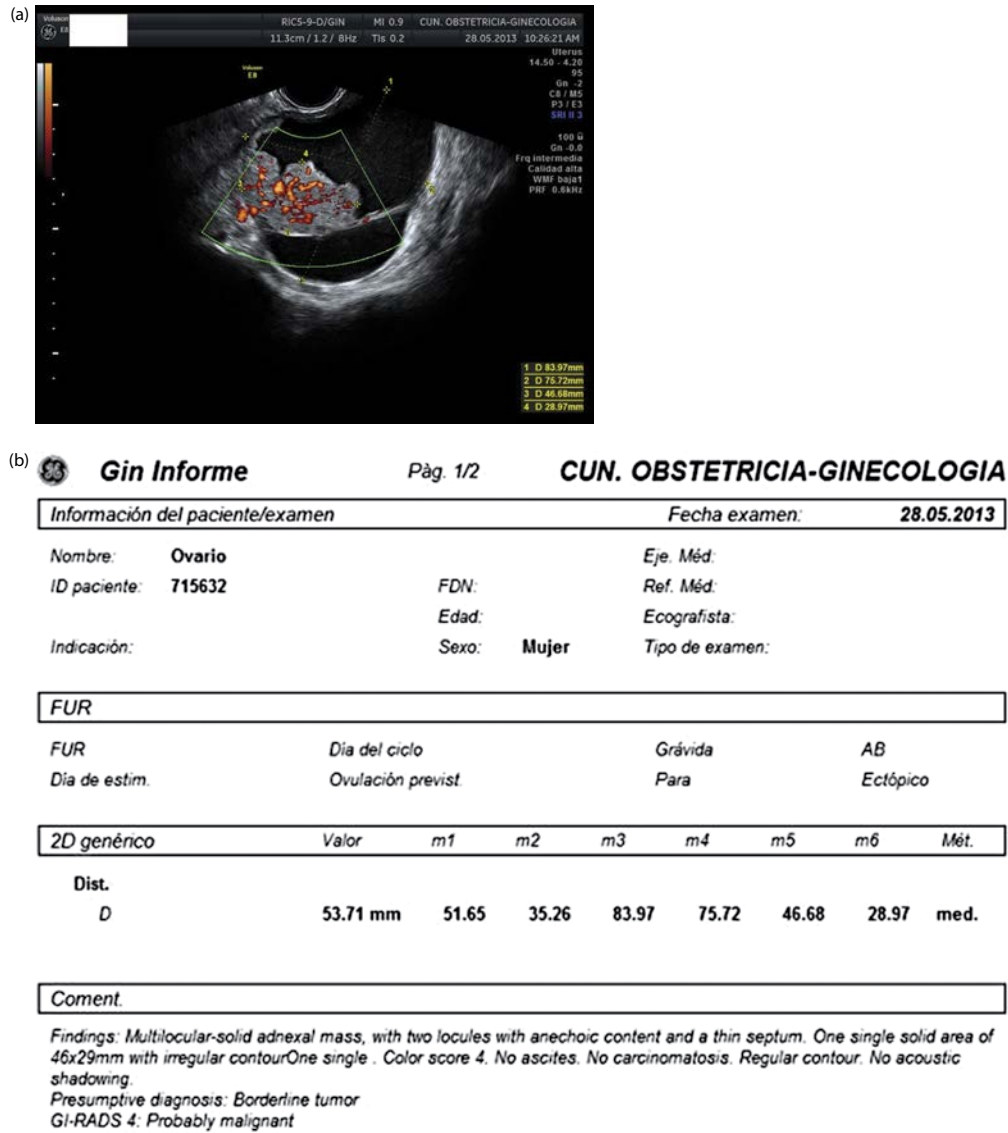 (a)
Voluson
E8
RIC5-9-D/GIN MI 0.9 CUN. OBSTETRICIA-GINECOLOGIA
11.3cm / 1.2 / 8Hz TIs 0.2 28.05.2013 10:26:21 AM
Voluson
E8
Uterus
14.50 - 4.20
95
Gn -2
C8 / M5
P3 / E3
SRI II 3
100
Gn -0.0
Frq intermedia
Calidad alta
WMF baja1
PRF 0.6kHz
1
4
1 D 83.97mm
2 D 75.72mm
3 D 46.68mm
4 D 28.97mm
(b)
Gin Informe Pàg. 1/2 CUN. OBSTETRICIA-GINECOLOGIA
Información del paciente/examen Fecha examen: 28.05.2013
Nombre: Ovario Eje. Méd:
ID paciente: 715632 FDN: Ref. Méd:
Edad: Ecografista:
Indicación: Sexo: Mujer Tipo de examen:
FUR
FUR Día del ciclo Grávida AB
Día de estim. Ovulación previst. Para Ectópico
2D genérico Valor m1 m2 m3 m4 m5 m6 Mét.
Dist.
D 53.71 mm 51.65 35.26 83.97 75.72 46.68 28.97 med.
Coment.
Findings: Multilocular-solid adnexal mass, with two locules with anechoic content and a thin septum. One single solid area of
46x29mm with irregular contourOne single . Color score 4. No ascites. No carcinomatosis. Regular contour. No acoustic
shadowing.
Presumptive diagnosis: Borderline tumor
GI-RADS 4: Probably malignant